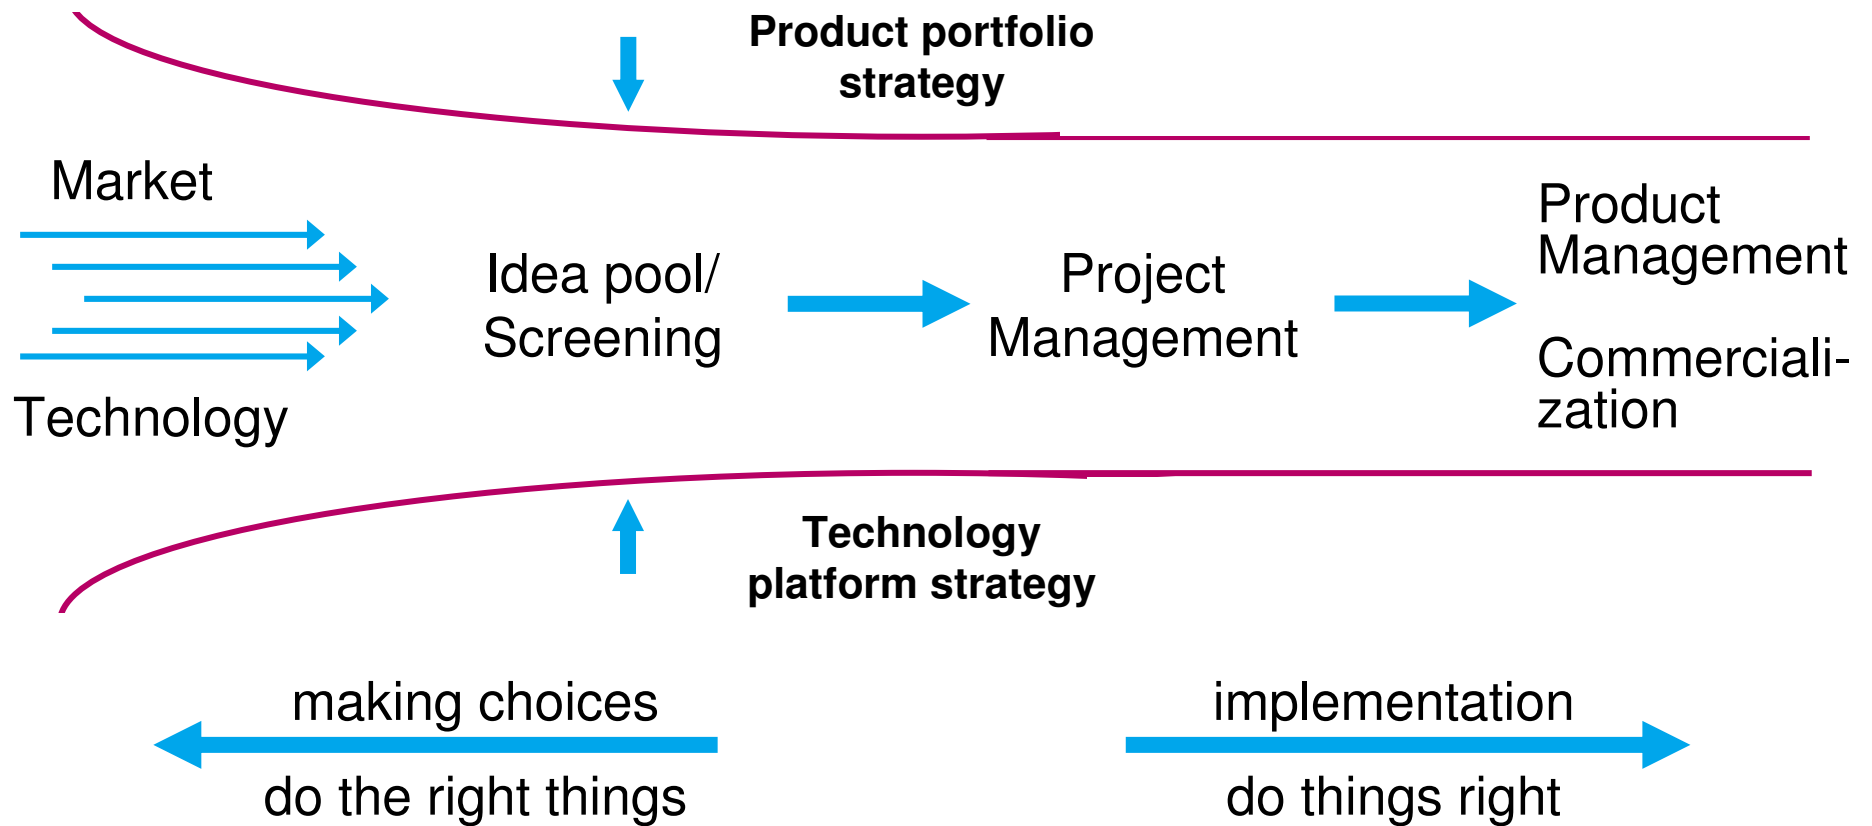 Product portfolio
strategy
Market
Idea pool/
Screening
Project
Management
Product
Management
Commerciali-
zation
Technology
Technology
platform strategy
making choices
do the right things
implementation
do things right